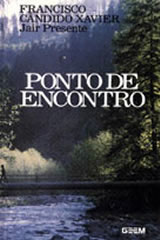 FRANCISCO
CANDIDO XAVIER
Jair Presente
PONTO DE
ENCONTRO
GEEM